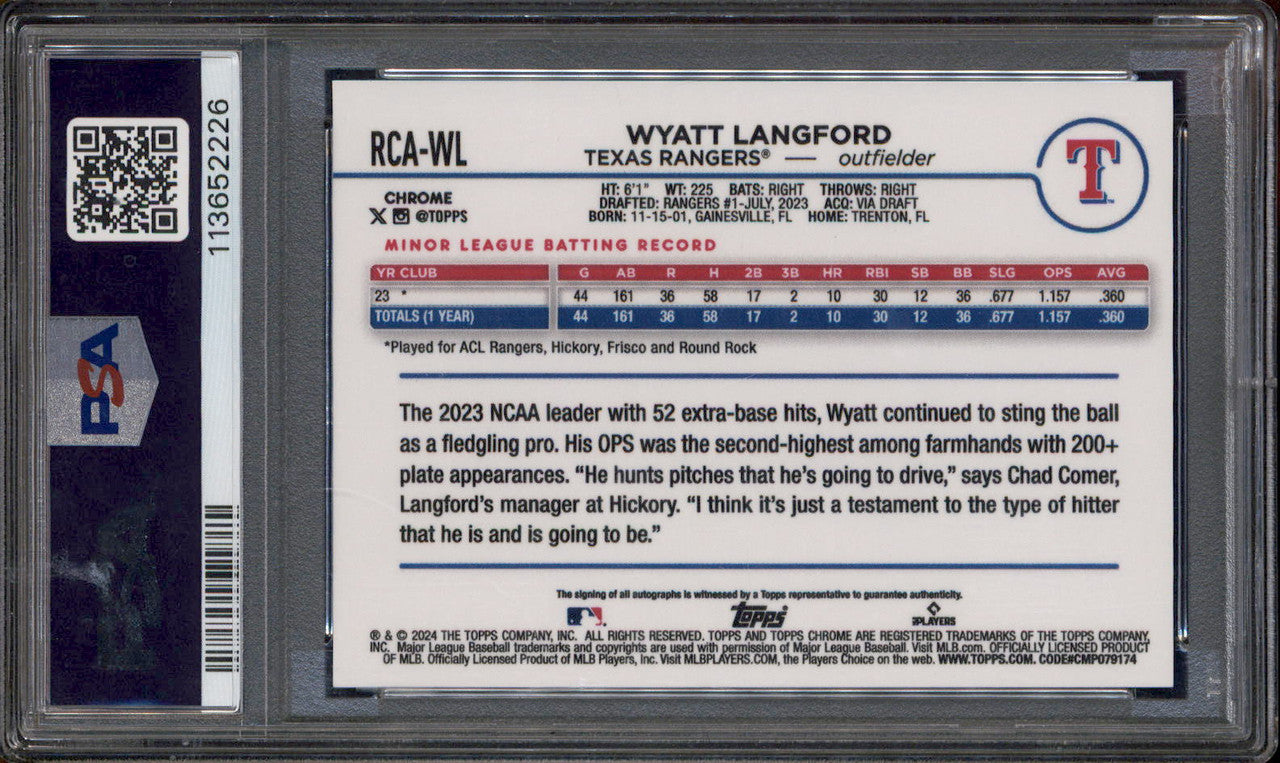 113652226
PSA
RCA-WL
WYATT LANGFORD
TEXAS RANGERS® — outfielder
T
CHROME
@TOPPS
HT: 6'1" WT: 225 BATS: RIGHT THROWS: RIGHT
DRAFTED: RANGERS #1-JULY, 2023 ACQ: VIA DRAFT
BORN: 11-15-01, GAINESVILLE, FL HOME: TRENTON, FL
MINOR LEAGUE BATTING RECORD
YR CLUB G AB R H 2B 3B HR RBI SB BB SLG OPS AVG
23 * 44 161 36 58 17 2 10 30 12 36 .677 1.157 .360
TOTALS (1 YEAR) 44 161 36 58 17 2 10 30 12 36 .677 1.157 .360
*Played for ACL Rangers, Hickory, Frisco and Round Rock
The 2023 NCAA leader with 52 extra-base hits, Wyatt continued to sting the ball
as a fledgling pro. His OPS was the second-highest among farmhands with 200+
plate appearances. “He hunts pitches that he’s going to drive,” says Chad Comer,
Langford’s manager at Hickory. “I think it’s just a testament to the type of hitter
that he is and is going to be.”
The signing of all autographs is witnessed by a Topps representative to guarantee authenticity.
topps
PLAYERS
® & © 2024 THE TOPPS COMPANY, INC. ALL RIGHTS RESERVED. TOPPS AND TOPPS CHROME ARE REGISTERED TRADEMARKS OF THE TOPPS COMPANY,
INC. Major League Baseball trademarks and copyrights are used with permission of Major League Baseball. Visit MLB.com. OFFICIALLY LICENSED PRODUCT
OF MLB. Officially Licensed Product of MLB Players, Inc. Visit MLBPLAYERS.COM, the Players Choice on the web. WWW.TOPPS.COM. CODE#CMP079174